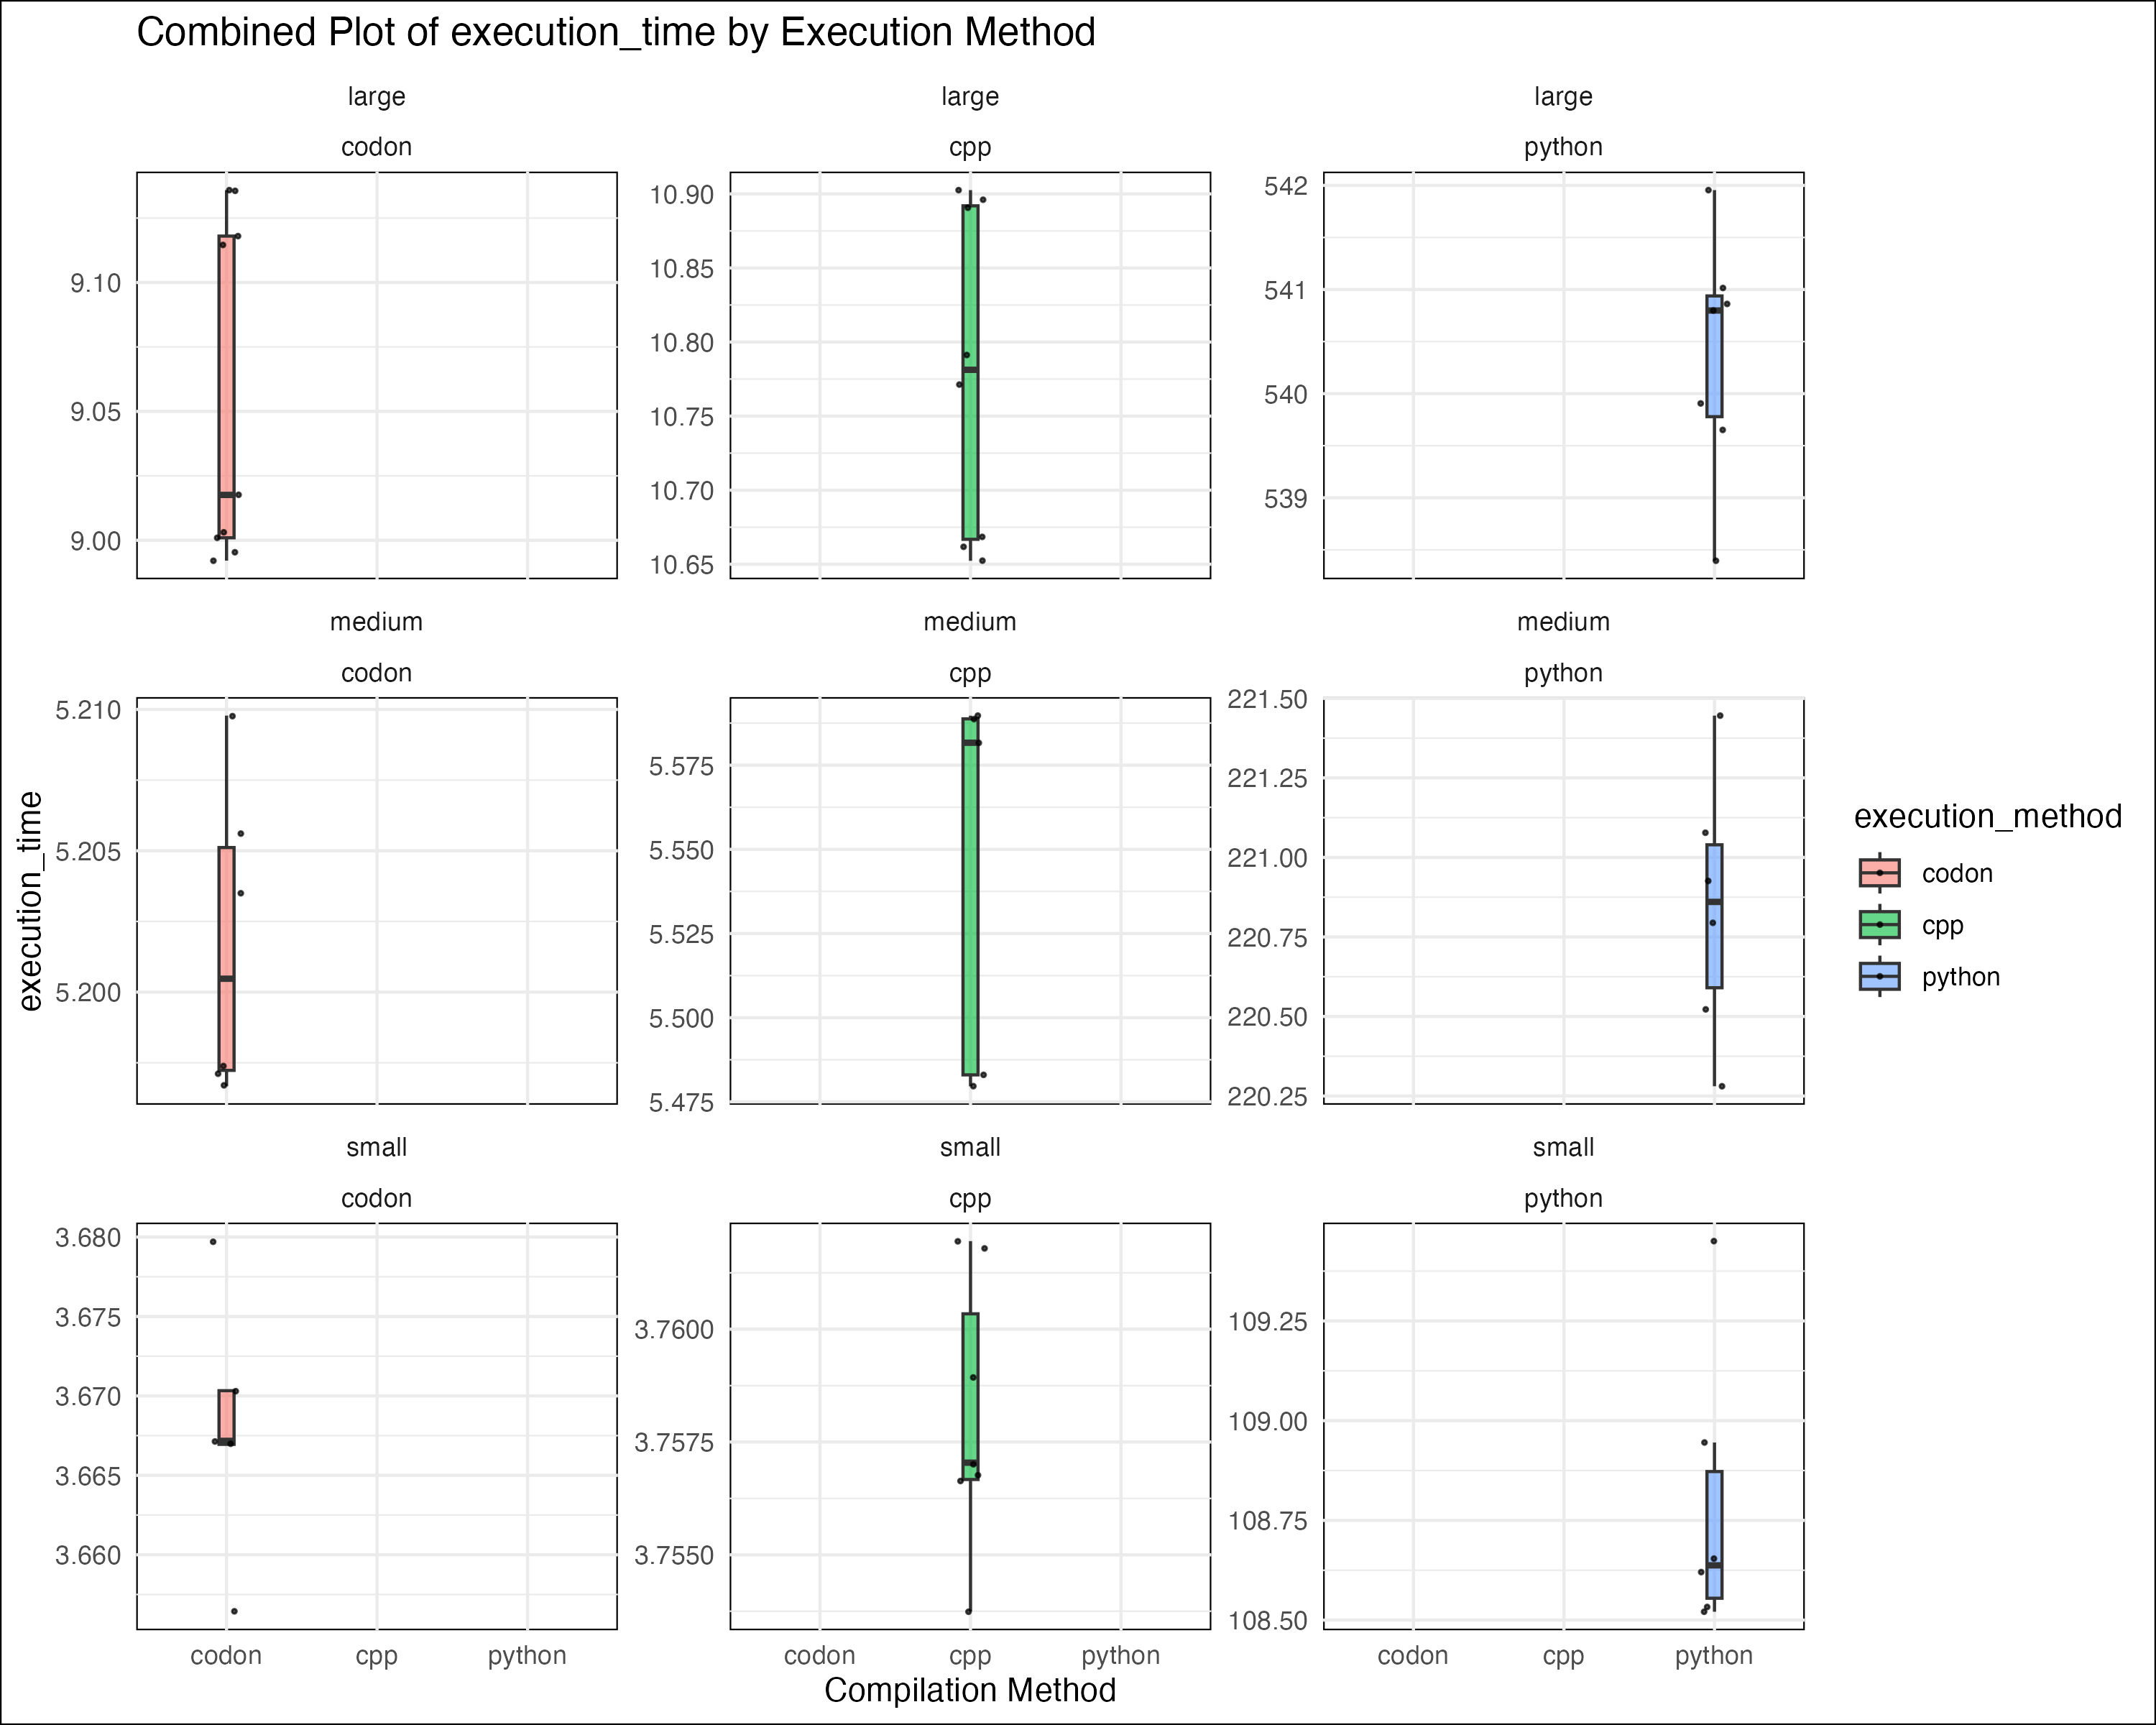 Combined Plot of execution_time by Execution Method
large
large
large
codon
cpp
python
9.10
9.05
9.00
10.90
10.85
10.80
10.75
10.70
10.65
542
541
540
539
medium
medium
medium
codon
cpp
python
5.210
5.205
5.200
5.575
5.550
5.525
5.500
5.475
221.50
221.25
221.00
220.75
220.50
220.25
small
small
small
codon
cpp
python
3.680
3.675
3.670
3.665
3.660
3.7600
3.7575
3.7550
109.25
109.00
108.75
108.50
codon cpp python
codon cpp python
codon cpp python
Compilation Method
execution_time
execution_method
codon
cpp
python